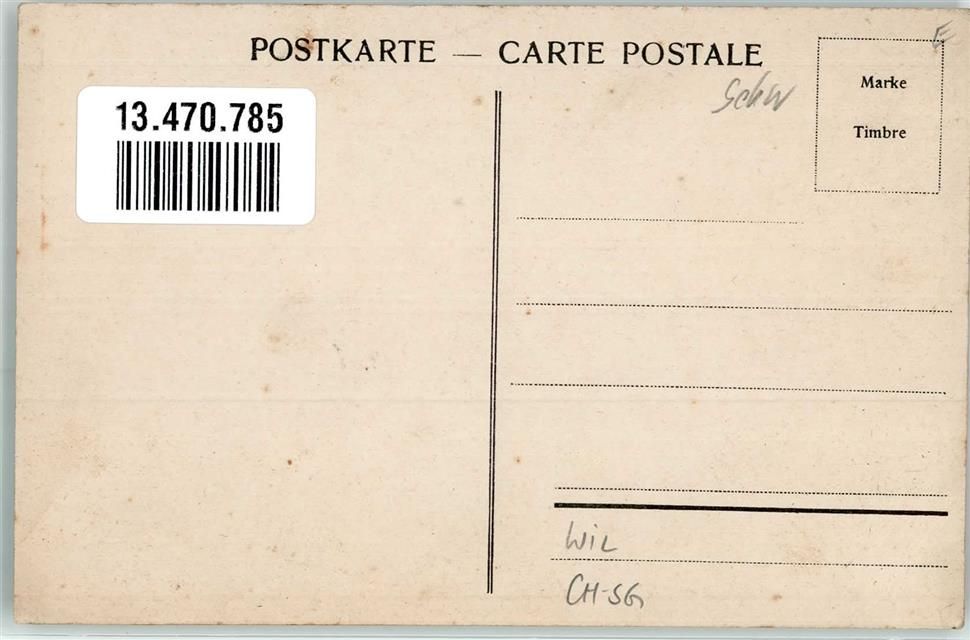 POSTKARTE — CARTE POSTALE
E
13.470.785
Schw
Marke
Timbre
Wil
CH-SG